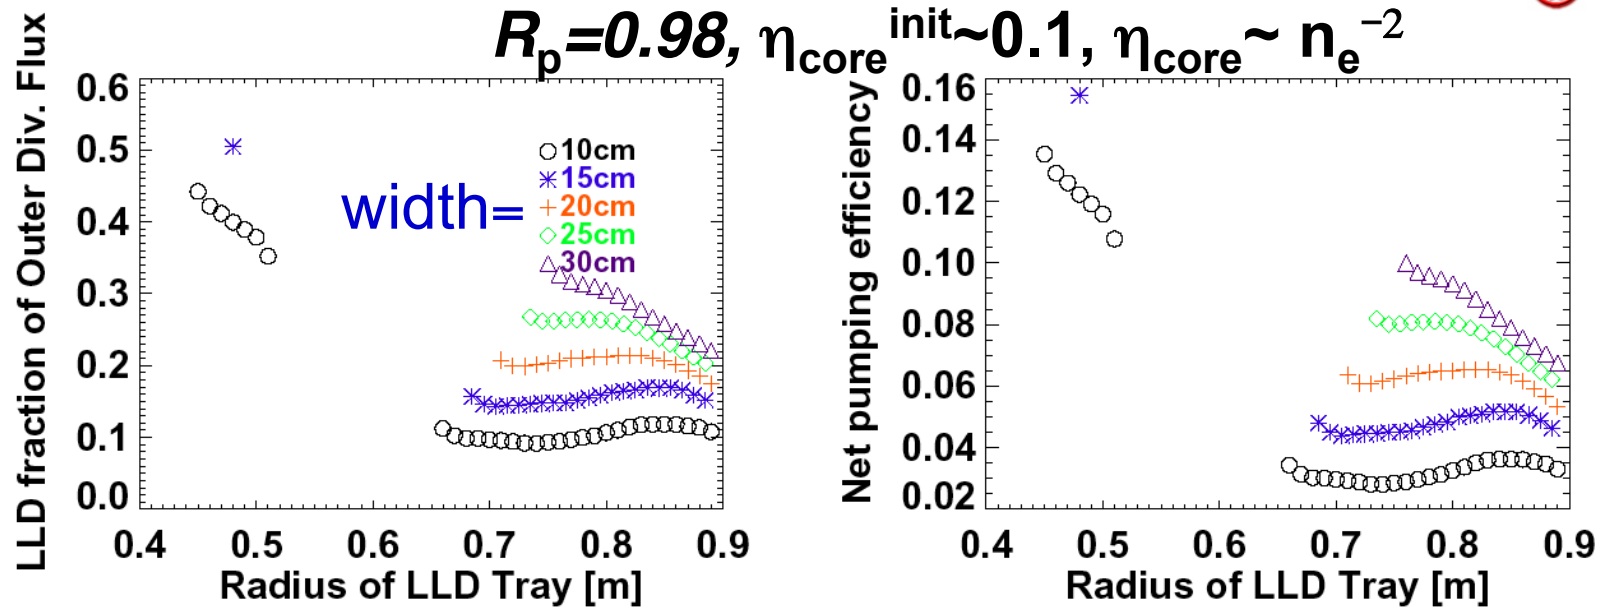 R_p=0.98, η_core^init~0.1, η_core~ n_e^−2
LLD fraction of Outer Div. Flux
0.6
0.5
0.4
0.3
0.2
0.1
0.0
width=
10cm
15cm
20cm
25cm
30cm
0.4 0.5 0.6 0.7 0.8 0.9
Radius of LLD Tray [m]
Net pumping efficiency
0.16
0.14
0.12
0.10
0.08
0.06
0.04
0.02
0.4 0.5 0.6 0.7 0.8 0.9
Radius of LLD Tray [m]